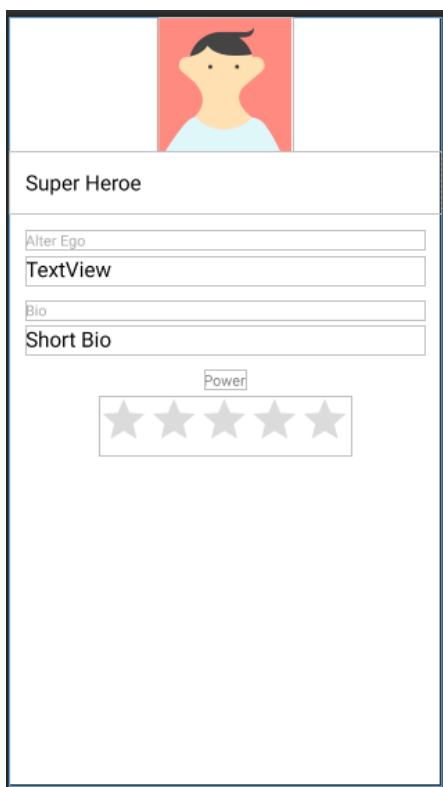 Super Heroe
Alter Ego
TextView
Bio
Short Bio
Power